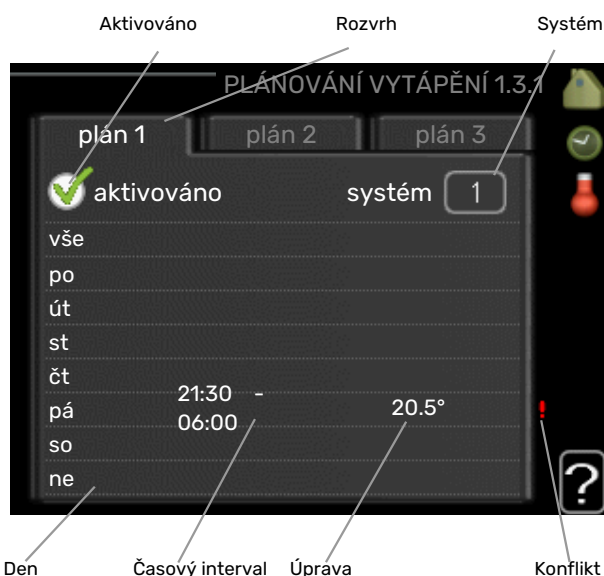 Aktivováno Rozvrh Systém
PLÁNOVÁNÍ VYTÁPĚNÍ 1.3.1
plán 1 plán 2 plán 3
aktivováno systém 1
vše
po
út
st
čt
21:30 -
pá 20.5°
06:00
so
ne
!
?
Den Časový interval Úprava Konflikt